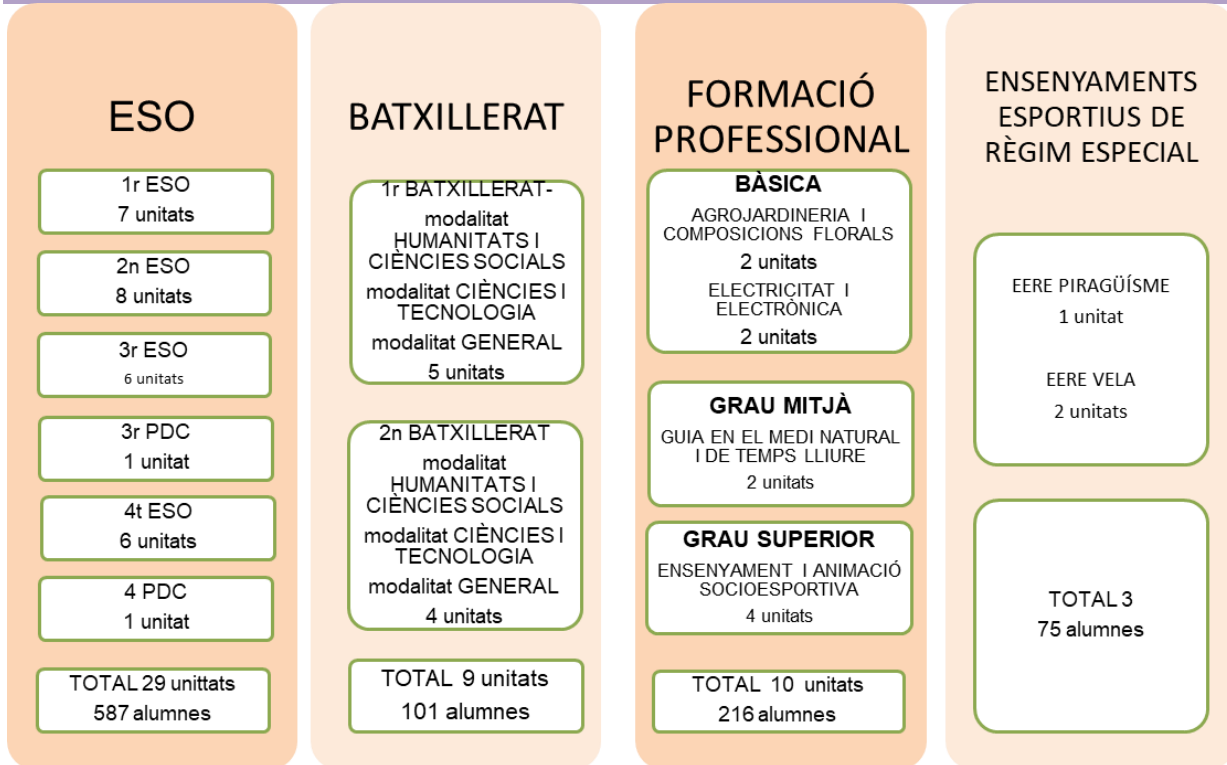 ESO
1r ESO
7 unitats
2n ESO
8 unitats
3r ESO
6 unitats
3r PDC
1 unitat
4t ESO
6 unitats
4 PDC
1 unitat
TOTAL 29 unittats
587 alumnes
BATXILLERAT
1r BATXILLERAT-
modalitat
HUMANITATS I
CIÈNCIES SOCIALS
modalitat CIÈNCIES I
TECNOLOGIA
modalitat GENERAL
5 unitats
2n BATXILLERAT
modalitat
HUMANITATS I
CIÈNCIES SOCIALS
modalitat CIÈNCIES I
TECNOLOGIA
modalitat GENERAL
4 unitats
TOTAL 9 unitats
101 alumnes
FORMACIÓ
PROFESSIONAL
BÀSICA
AGROJARDINERIA I
COMPOSICIONS FLORALS
2 unitats
ELECTRICITAT I
ELECTRÒNICA
2 unitats
GRAU MITJÀ
GUIA EN EL MEDI NATURAL
I DE TEMPS LLIURE
2 unitats
GRAU SUPERIOR
ENSENYAMENT I ANIMACIÓ
SOCIOESPORTIVA
4 unitats
TOTAL 10 unitats
216 alumnes
ENSENYAMENTS
ESPORTIUS DE
RÈGIM ESPECIAL
EERE PIRAGÜÍSME
1 unitat
EERE VELA
2 unitats
TOTAL 3
75 alumnes